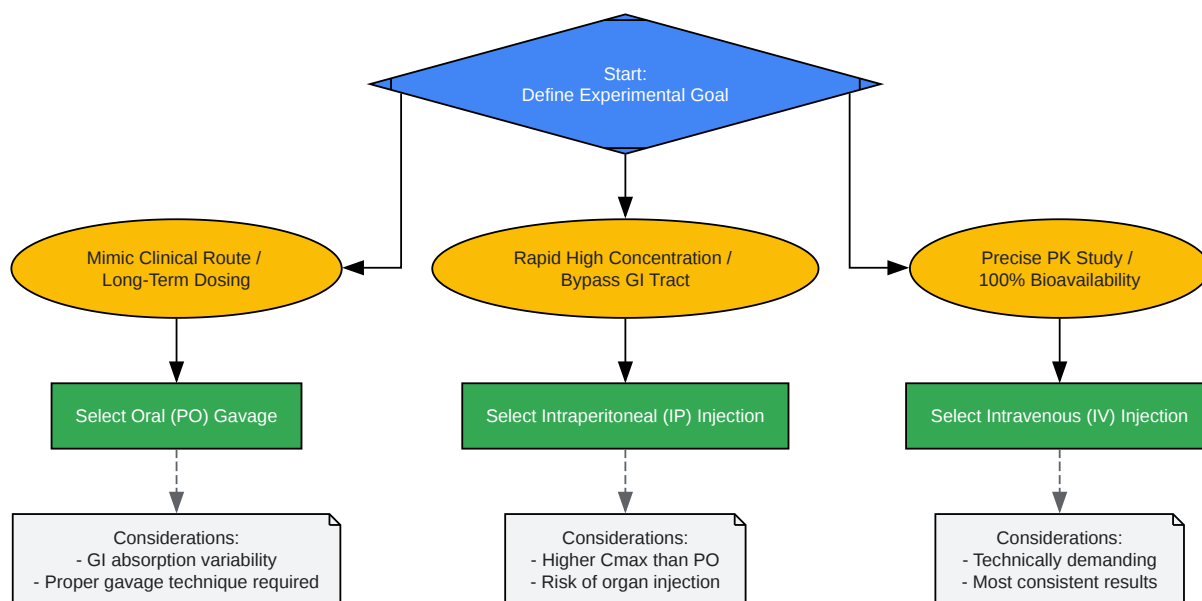 Start:
Define Experimental Goal
Mimic Clinical Route /
Long-Term Dosing
Rapid High Concentration /
Bypass GI Tract
Precise PK Study /
100% Bioavailability
Select Oral (PO) Gavage
Select Intraperitoneal (IP) Injection
Select Intravenous (IV) Injection
Considerations:
- GI absorption variability
- Proper gavage technique required
Considerations:
- Higher Cmax than PO
- Risk of organ injection
Considerations:
- Technically demanding
- Most consistent results